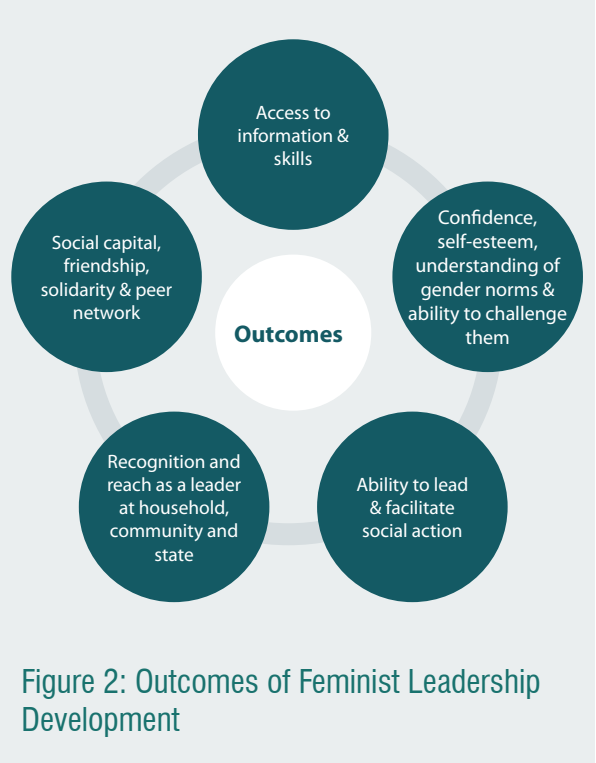 Access to
information &
skills
Confidence,
self-esteem,
understanding of
gender norms &
ability to challenge
them
Ability to lead
& facilitate
social action
Recognition and
reach as a leader
at household,
community and
state
Social capital,
friendship,
solidarity & peer
network
Outcomes
Figure 2: Outcomes of Feminist Leadership
Development